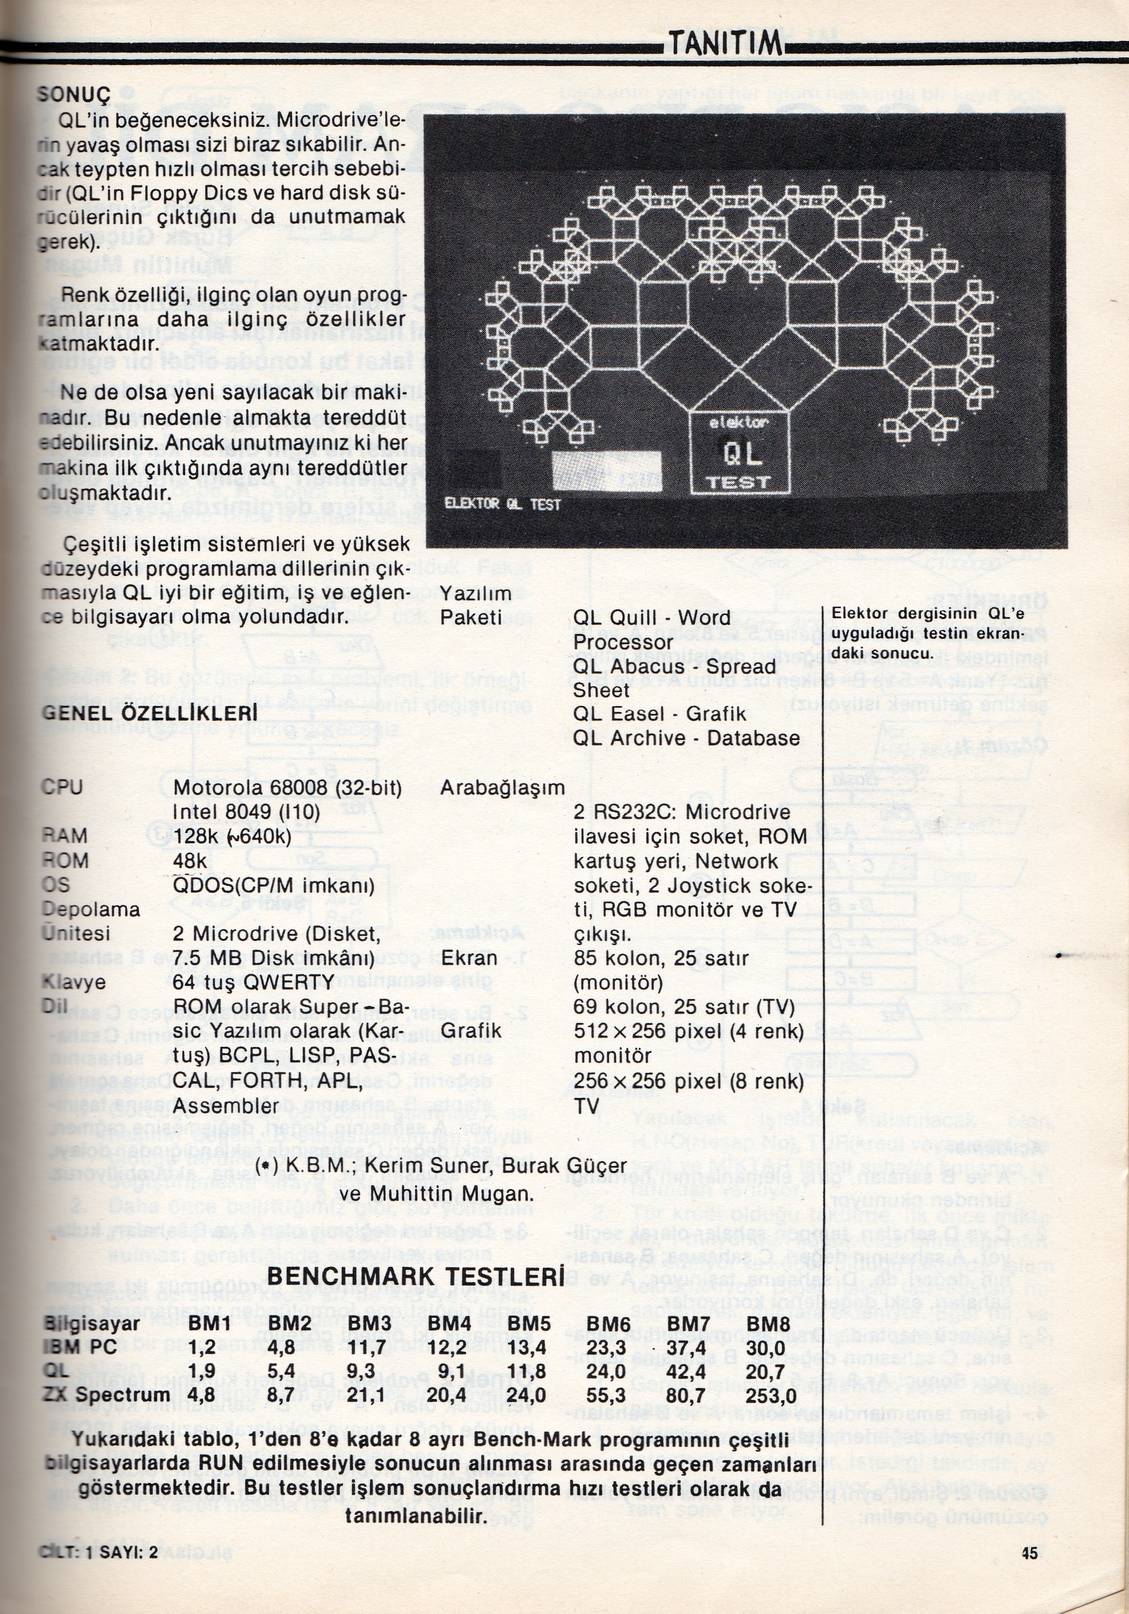 TANITIM
SONUÇ
QL'in beğeneceksiniz. Microdrive'le-
rin yavaş olması sizi biraz sıkabilir. An-
cak teypten hızlı olması tercih sebebi-
dir (QL'in Floppy Dics ve hard disk sü-
rücülerinin çıktığını da unutmamak
gerek).
Renk özelliği, ilginç olan oyun prog-
ramlarına daha ilginç özellikler
katmaktadır.
Ne de olsa yeni sayılacak bir maki-
nadır. Bu nedenle almakta tereddüt
edebilirsiniz. Ancak unutmayınız ki her
makina ilk çıktığında aynı tereddütler
oluşmaktadır.
Çeşitli işletim sistemleri ve yüksek
düzeydeki programlama dillerinin çık-
masıyla QL iyi bir eğitim, iş ve eğlen-
ce bilgisayar olma yolundadır.
elektor
QL
TEST
ELEKTOR QL TEST
Elektor dergisinin QL'e
uyguladığı testin ekran-
daki sonucu.
GENEL ÖZELLİKLERİ
CPU Motorola 68008 (32-bit)
Intel 8049 (I10)
RAM 128k (~640k)
ROM 48k
OS QDOS(CP/M imkanı)
Depolama
Ünitesi 2 Microdrive (Disket,
7.5 MB Disk imkânı)
Klavye 64 tuş QWERTY
Dil ROM olarak Super-Ba-
sic Yazılım olarak (Kar-
tuş) BCPL, LISP, PAS-
CAL, FORTH, APL,
Assembler
Yazılım
Paketi QL Quill - Word
Processor
QL Abacus - Spread
Sheet
QL Easel - Grafik
QL Archive - Database
Arabağlaşım
2 RS232C: Microdrive
ilavesi için soket, ROM
kartuş yeri, Network
soketi, 2 Joystick soke-
ti, RGB monitör ve TV
çıkışı.
Ekran 85 kolon, 25 satır
(monitör)
69 kolon, 25 satır (TV)
Grafik 512 x 256 pixel (4 renk)
monitör
256 x 256 pixel (8 renk)
TV
(*) K.B.M.; Kerim Suner, Burak Güçer
ve Muhittin Mugan.
BENCHMARK TESTLERİ
Bilgisayar BM1 BM2 BM3 BM4 BM5 BM6 BM7 BM8
IBM PC 1,2 4,8 11,7 12,2 13,4 23,3 37,4 30,0
QL 1,9 5,4 9,3 9,1 11,8 24,0 42,4 20,7
ZX Spectrum 4,8 8,7 21,1 20,4 24,0 55,3 80,7 253,0
Yukarıdaki tablo, 1'den 8'e kadar 8 ayrı Bench-Mark programının çeşitli
bilgisayarlarda RUN edilmesiyle sonucun alınması arasında geçen zamanları
göstermektedir. Bu testler işlem sonuçlandırma hızı testleri olarak da
tanımlanabilir.
CİLT: 1 SAYI: 2
45